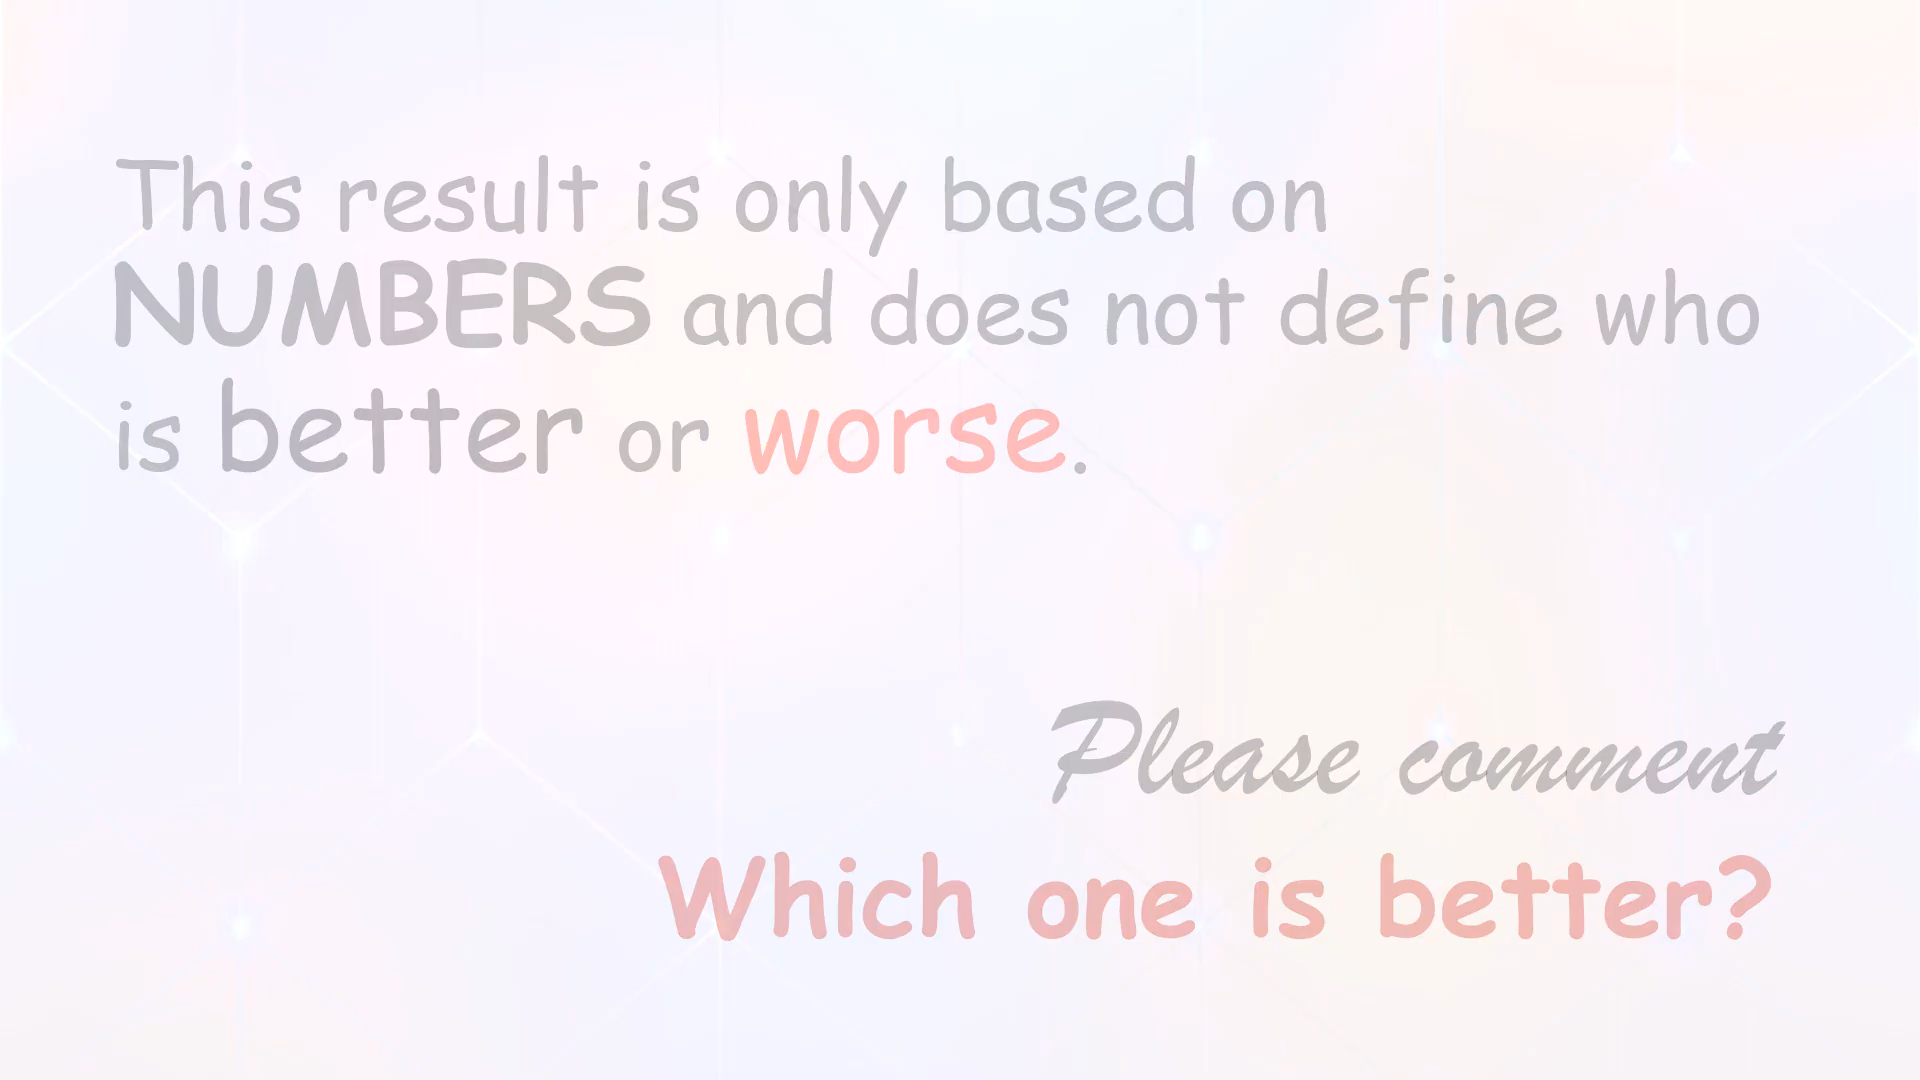 This result is only based on
NUMBERS and does not define who
is better or worse.
Please comment
Which one is better?